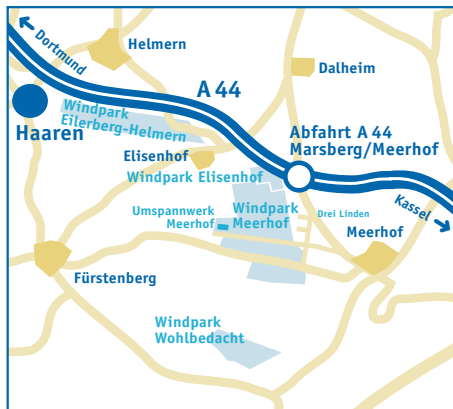 Dortmund
Helmern
A 44
Dalheim
Windpark
Eilerberg-Helmern
Haaren
Abfahrt A 44
Marsberg/Meerhof
Elisenhof
Windpark Elisenhof
Kassel
Umspannwerk
Meerhof
Windpark
Meerhof
Drei Linden
Meerhof
Fürstenberg
Windpark
Wohlbedacht